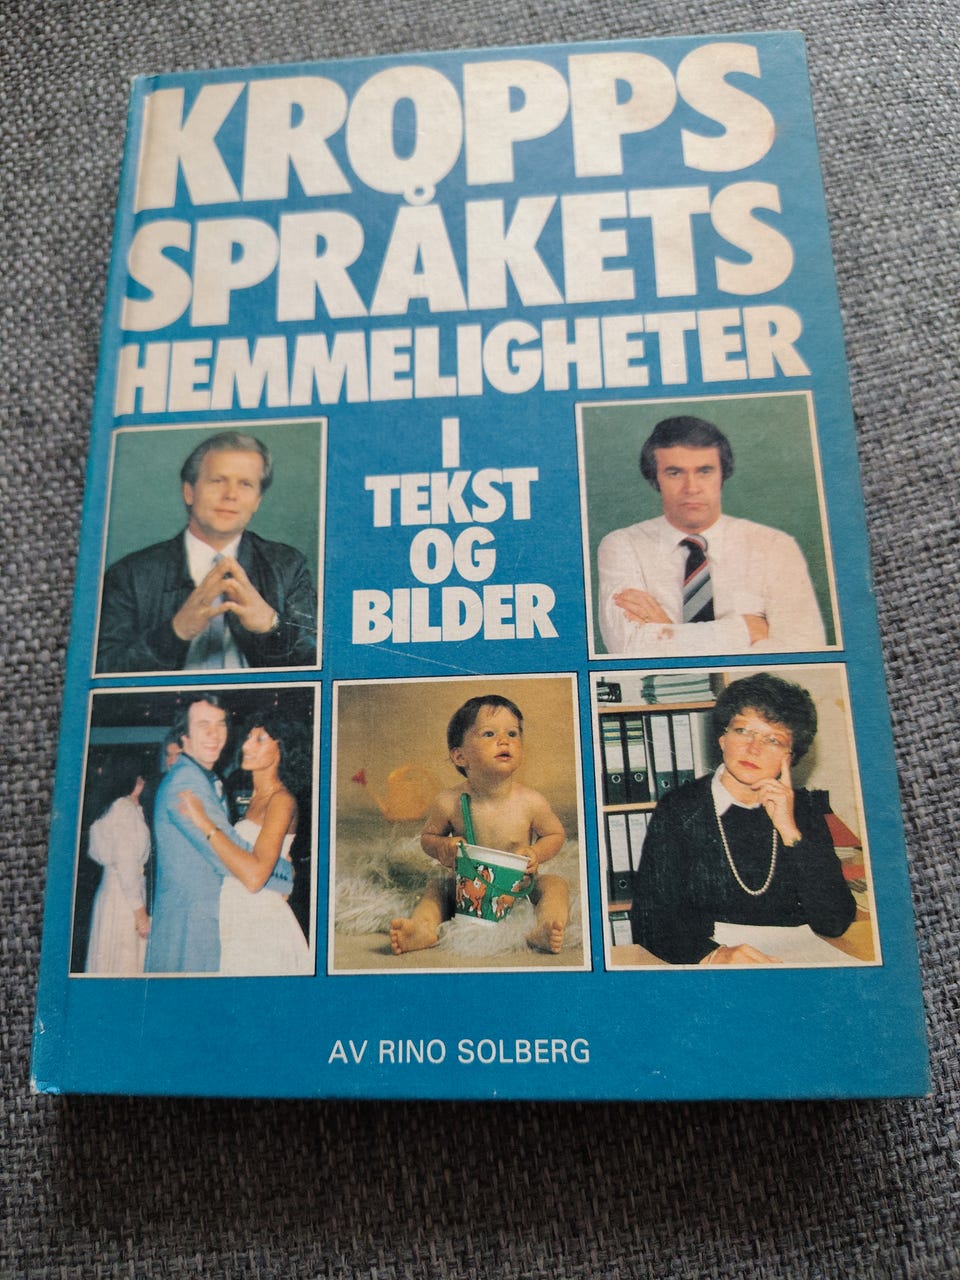 KROPPS
SPRÅKETS
HEMMELIGHETER
I
TEKST
OG
BILDER
AV RINO SOLBERG